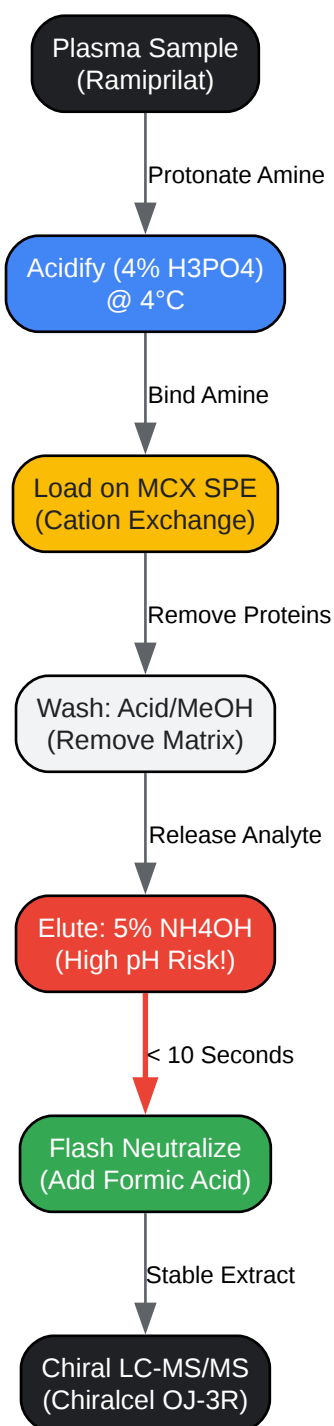 Plasma Sample
(Ramiprilat)
Protonate Amine
Acidify (4% H3PO4)
@ 4°C
Bind Amine
Load on MCX SPE
(Cation Exchange)
Remove Proteins
Wash: Acid/MeOH
(Remove Matrix)
Release Analyte
Elute: 5% NH4OH
(High pH Risk!)
< 10 Seconds
Flash Neutralize
(Add Formic Acid)
Stable Extract
Chiral LC-MS/MS
(Chiralcel OJ-3R)